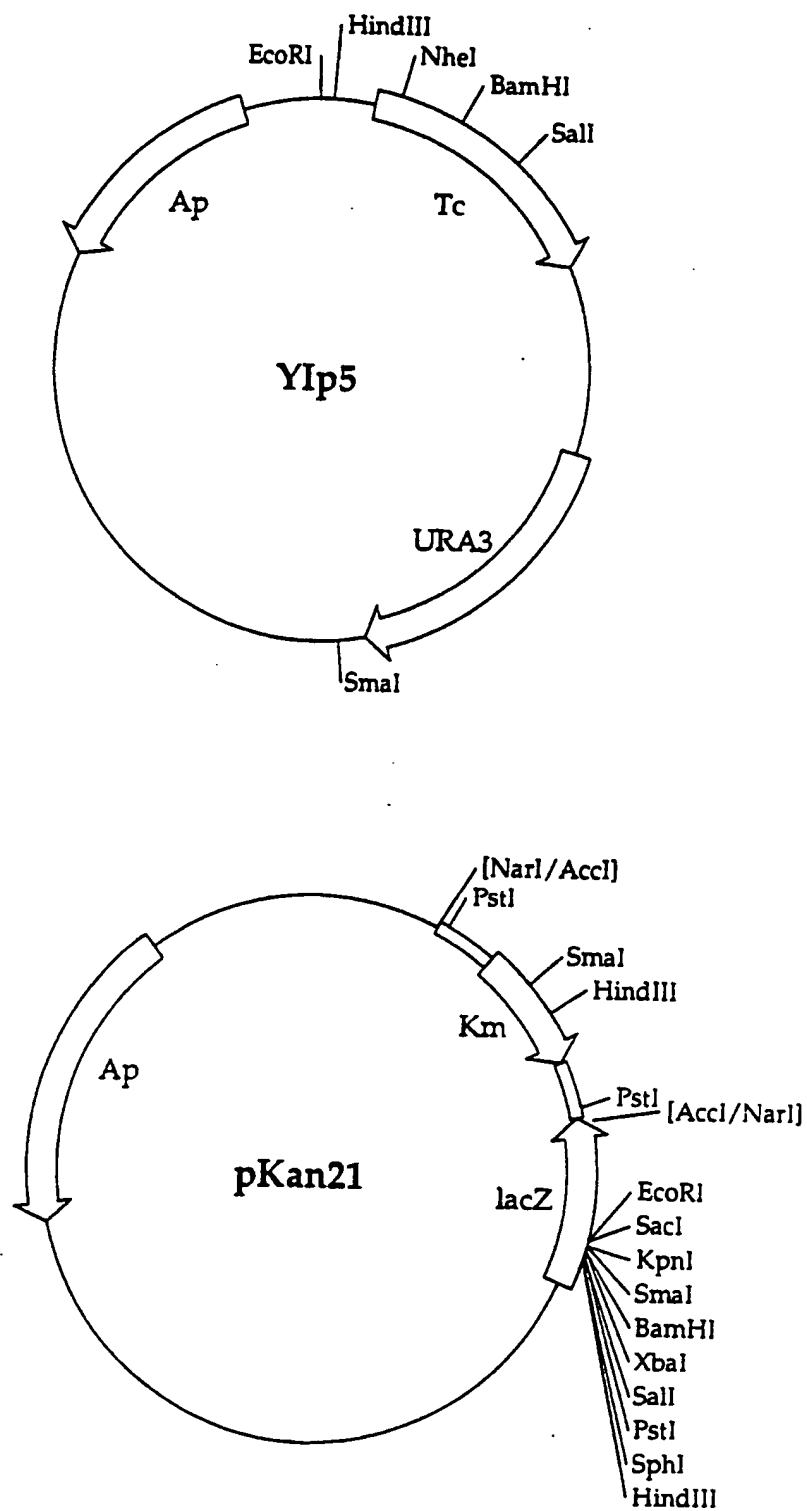 HindIII
EcoRI
NheI
BamHI
SalI
Ap
Tc
YIp5
URA3
SmaI
[NarI/AccI]
PstI
SmaI
HindIII
Km
Ap
PstI
[AccI/NarI]
pKan21
lacZ
EcoRI
SacI
KpnI
SmaI
BamHI
XbaI
SalI
PstI
SphI
HindIII